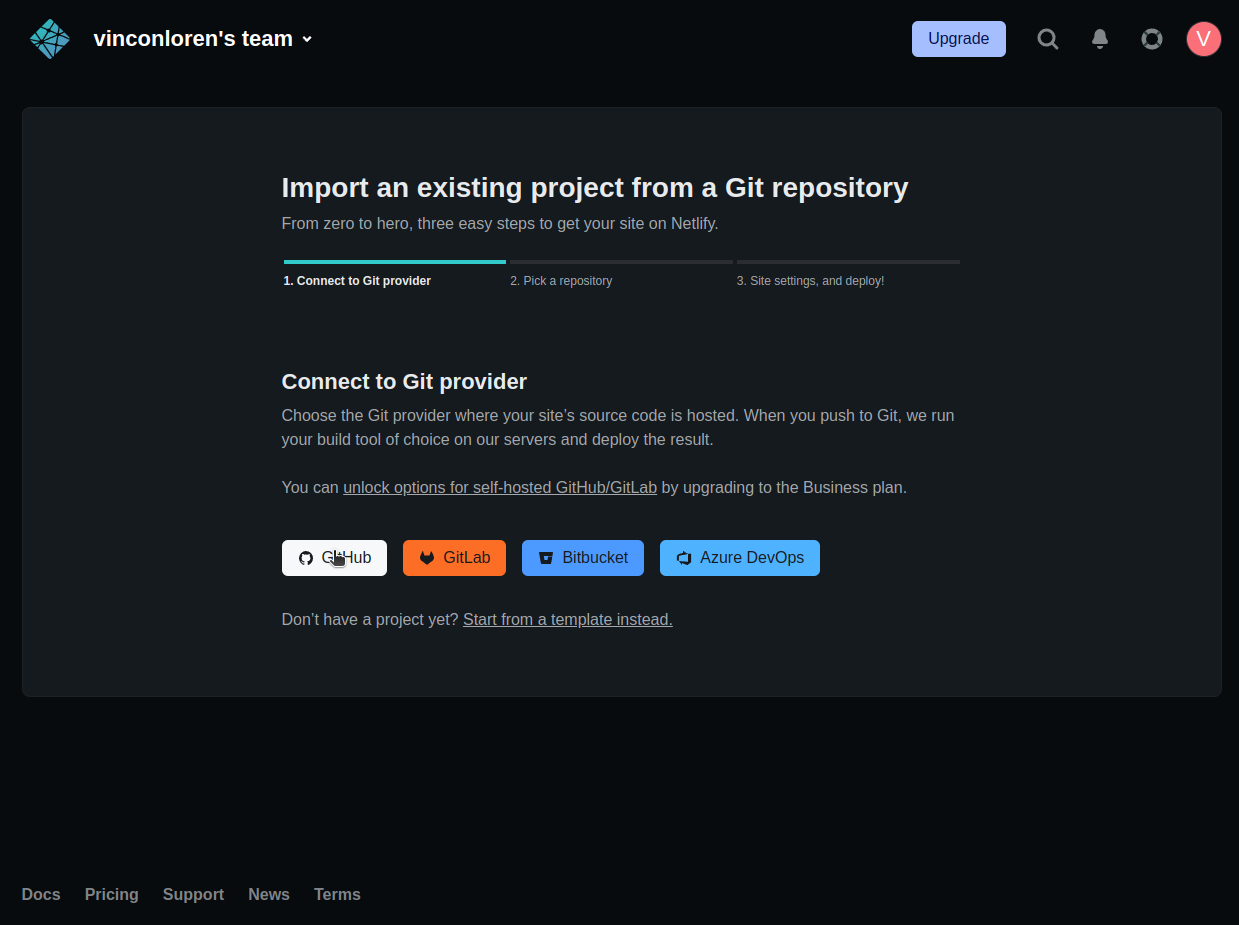 vinconloren's team
Upgrade
V
Import an existing project from a Git repository
From zero to hero, three easy steps to get your site on Netlify.
1. Connect to Git provider
2. Pick a repository
3. Site settings, and deploy!
Connect to Git provider
Choose the Git provider where your site’s source code is hosted. When you push to Git, we run
your build tool of choice on our servers and deploy the result.
You can unlock options for self-hosted GitHub/GitLab by upgrading to the Business plan.
GitHub
GitLab
Bitbucket
Azure DevOps
Don’t have a project yet? Start from a template instead.
Docs
Pricing
Support
News
Terms